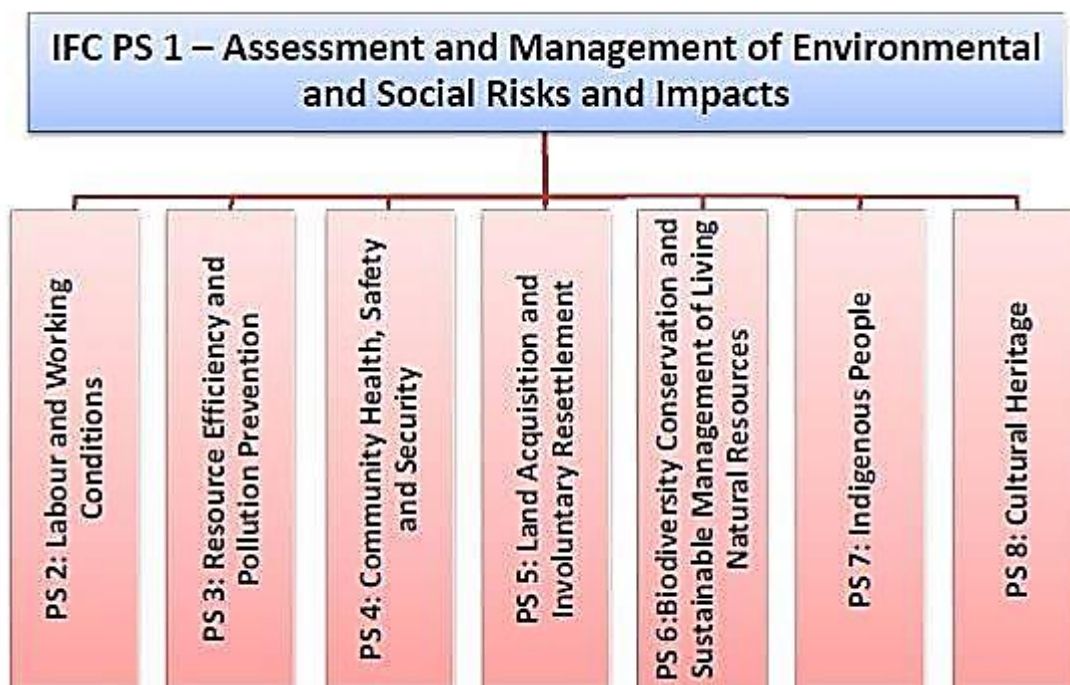 IFC PS 1 – Assessment and Management of Environmental
and Social Risks and Impacts
PS 2: Labour and Working
Conditions
PS 3: Resource Efficiency and
Pollution Prevention
PS 4: Community Health, Safety
and Security
PS 5: Land Acquisition and
Involuntary Resettlement
PS 6:Biodiversity Conservation and
Sustainable Management of Living
Natural Resources
PS 7: Indigenous People
PS 8: Cultural Heritage